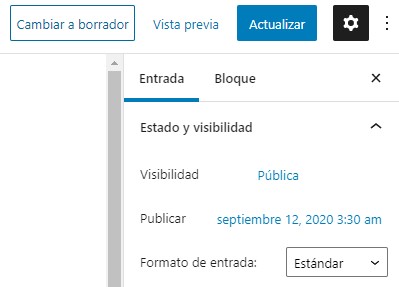 Cambiar a borrador Vista previa Actualizar
Entrada Bloque
Estado y visibilidad
Visibilidad Pública
Publicar septiembre 12, 2020 3:30 am
Formato de entrada: Estándar